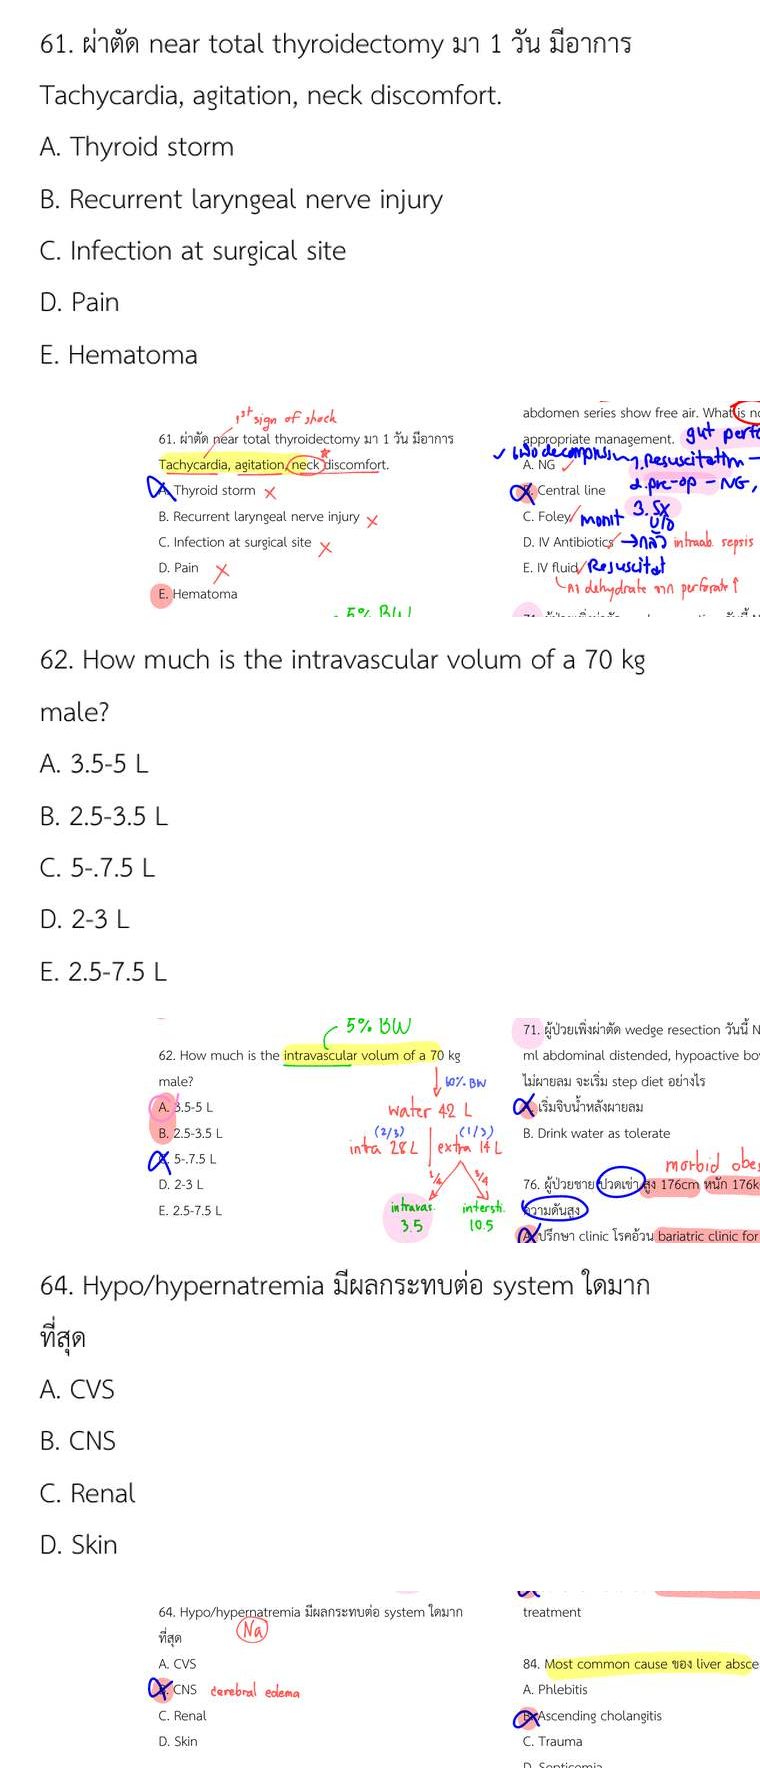 61. ผ่าตัด near total thyroidectomy มา 1 วัน มีอาการ
Tachycardia, agitation, neck discomfort.
A. Thyroid storm
B. Recurrent laryngeal nerve injury
C. Infection at surgical site
D. Pain
E. Hematoma
1st sign of shock
61. ผ่าตัด near total thyroidectomy มา 1 วัน มีอาการ
Tachycardia, agitation, neck discomfort.
Thyroid storm
B. Recurrent laryngeal nerve injury
C. Infection at surgical site
D. Pain
E. Hematoma
abdomen series show free air. What is
appropriate management.
A. NG
1. Resuscitation
2. pre-op - NG,
Central line
3. Sx
C. Foley monit U/O
D. IV Antibiotics → กลัว intraab. sepsis
E. IV fluid Resuscitat
dehydrate จาก perforate ↑
5% BW
62. How much is the intravascular volum of a 70 kg
male?
A. 3.5-5 L
B. 2.5-3.5 L
C. 5-.7.5 L
D. 2-3 L
E. 2.5-7.5 L
5% BW
62. How much is the intravascular volum of a 70 kg
male?
A. 3.5-5 L
B. 2.5-3.5 L
5-.7.5 L
D. 2-3 L
E. 2.5-7.5 L
60% BW
water 42 L
(2/3) (1/3)
intra 28 L extra 14 L
1/4 3/4
intravas. intersti.
3.5 10.5
71. ผู้ป่วยเพิ่งผ่าตัด wedge resection วันนี้ N
ml abdominal distended, hypoactive bo
ไม่ผายลม จะเริ่ม step diet อย่างไร
เริ่มจิบน้ำหลังผายลม
B. Drink water as tolerate
morbid obe
76. ผู้ป่วยชาย ปวดเข่า สูง 176cm หนัก 176k
ความดันสูง
ปรึกษา clinic โรคอ้วน bariatric clinic for
64. Hypo/hypernatremia มีผลกระทบต่อ system ใดมาก
ที่สุด
A. CVS
B. CNS
C. Renal
D. Skin
64. Hypo/hypernatremia มีผลกระทบต่อ system ใดมาก
ที่สุด
Na
A. CVS
CNS cerebral edema
C. Renal
D. Skin
treatment
84. Most common cause ของ liver absce
A. Phlebitis
Ascending cholangitis
C. Trauma
D. Septicemia